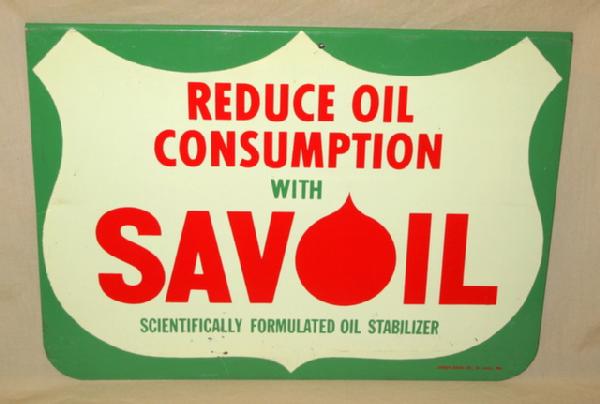 REDUCE OIL
CONSUMPTION
WITH
SAVOIL
SCIENTIFICALLY FORMULATED OIL STABILIZER